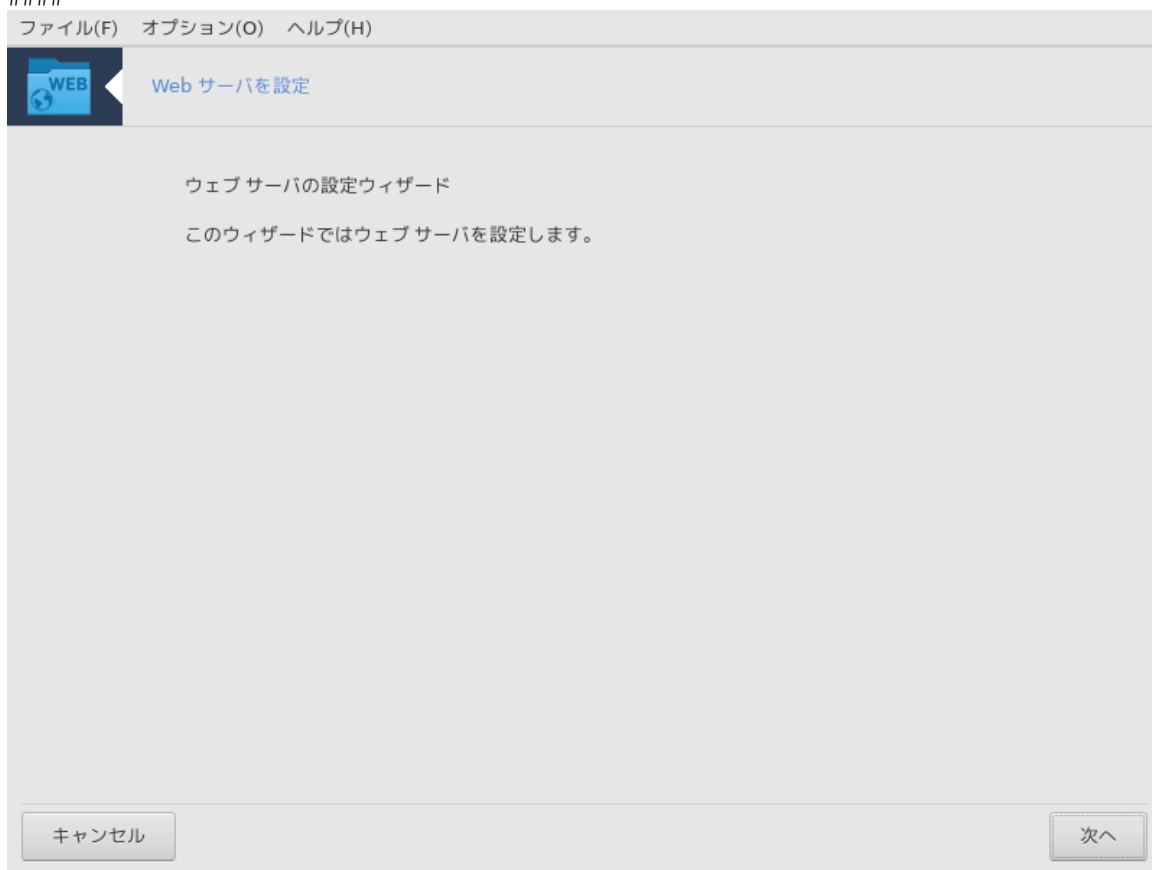 ファイル(F) オプション(O) ヘルプ(H)
WEB
Web サーバを設定
ウェブ サーバの設定ウィザード
このウィザードではウェブ サーバを設定します。
キャンセル
次へ